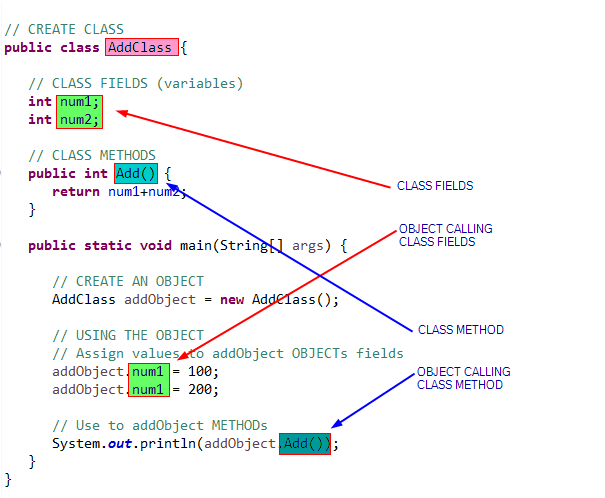 // CREATE CLASS
public class AddClass {
// CLASS FIELDS (variables)
int num1;
int num2;
// CLASS METHODS
public int Add() {
return num1+num2;
}
public static void main(String[] args) {
// CREATE AN OBJECT
AddClass addObject = new AddClass();
// USING THE OBJECT
// Assign values to addObject OBJECTs fields
addObject.num1 = 100;
addObject.num1 = 200;
// Use to addObject METHODs
System.out.println(addObject.Add());
}
}
CLASS FIELDS
OBJECT CALLING
CLASS FIELDS
CLASS METHOD
OBJECT CALLING
CLASS METHOD